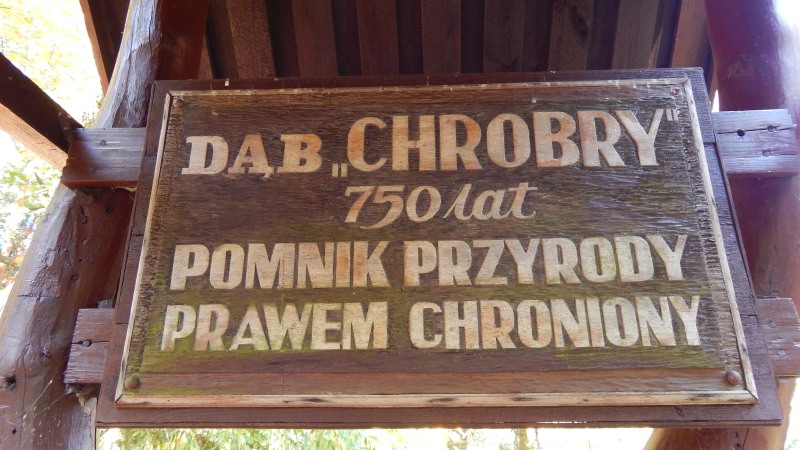 DĄB „CHROBRY”
750 lat
POMNIK PRZYRODY
PRAWEM CHRONIONY